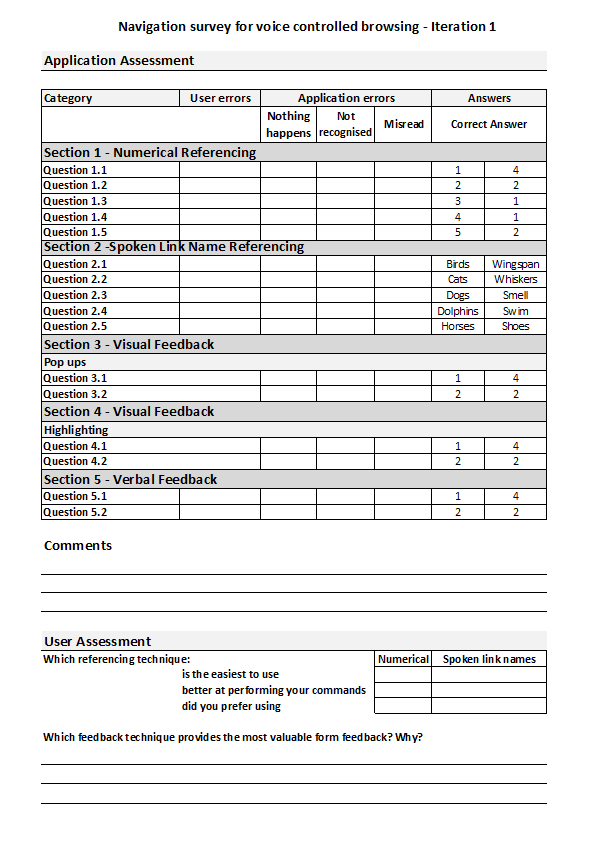 Navigation survey for voice controlled browsing - Iteration 1
Application Assessment
Category User errors Application errors Answers
Nothing happens Not recognised Misread Correct Answer
Section 1 - Numerical Referencing
Question 1.1 1 4
Question 1.2 2 2
Question 1.3 3 1
Question 1.4 4 1
Question 1.5 5 2
Section 2 -Spoken Link Name Referencing
Question 2.1 Birds Wingspan
Question 2.2 Cats Whiskers
Question 2.3 Dogs Smell
Question 2.4 Dolphins Swim
Question 2.5 Horses Shoes
Section 3 - Visual Feedback
Pop ups
Question 3.1 1 4
Question 3.2 2 2
Section 4 - Visual Feedback
Highlighting
Question 4.1 1 4
Question 4.2 2 2
Section 5 - Verbal Feedback
Question 5.1 1 4
Question 5.2 2 2
Comments
User Assessment
Which referencing technique: Numerical Spoken link names
is the easiest to use
better at performing your commands
did you prefer using
Which feedback technique provides the most valuable form feedback? Why?